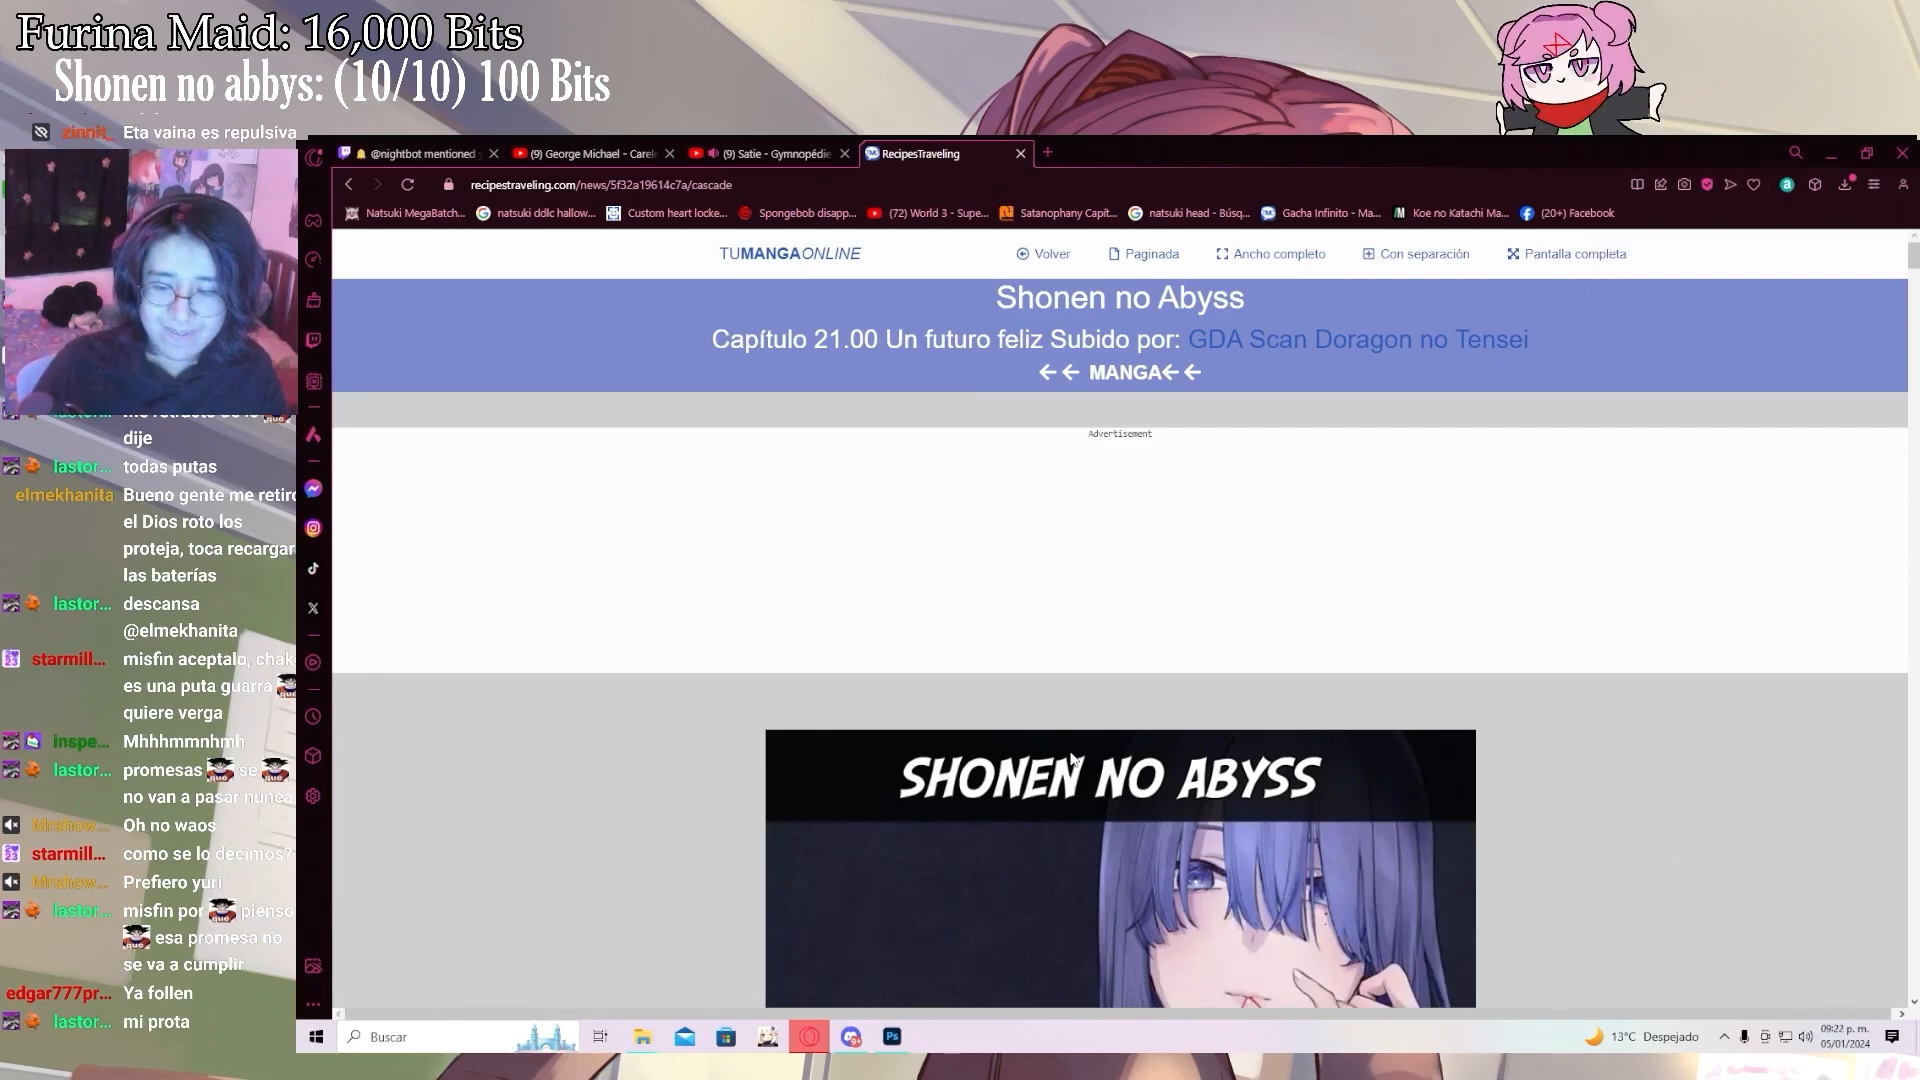 Furina Maid: 16,000 Bits
Shonen no abbys: (10/10) 100 Bits
zinnit_ Eta vaina es repulsiva
dije
lastor... todas putas
elmekhanita Bueno gente me retiro
el Dios roto los
proteja, toca recargar
las baterías
lastor... descansa
@elmekhanita
starmill... misfin aceptalo, chak
es una puta guarra
quiere verga
inspe... Mhhhmmnhmh
lastor... promesas se
no van a pasar nunca
Mrshow... Oh no waos
starmill... como se lo decimos?
Mrshow... Prefiero yuri
lastor... misfin por pienso
esa promesa no
se va a cumplir
edgar777pr... Ya follen
lastor... mi prota
@nightbot mentioned
(9) George Michael - Carel
(9) Satie - Gymnopédie
RecipesTraveling
recipestraveling.com/news/5f32a19614c7a/cascade
Natsuki MegaBatch...
natsuki ddlc hallow...
Custom heart locke...
Spongebob disapp...
(72) World 3 - Supe...
Satanophany Capít...
natsuki head - Búsq...
Gacha Infinito - Ma...
Koe no Katachi Ma...
(20+) Facebook
TUMANGAONLINE
Volver
Paginada
Ancho completo
Con separación
Pantalla completa
Shonen no Abyss
Capítulo 21.00 Un futuro feliz Subido por: GDA Scan Doragon no Tensei
MANGA
Advertisement
SHONEN NO ABYSS
Buscar
13°C Despejado
09:22 p. m.
05/01/2024